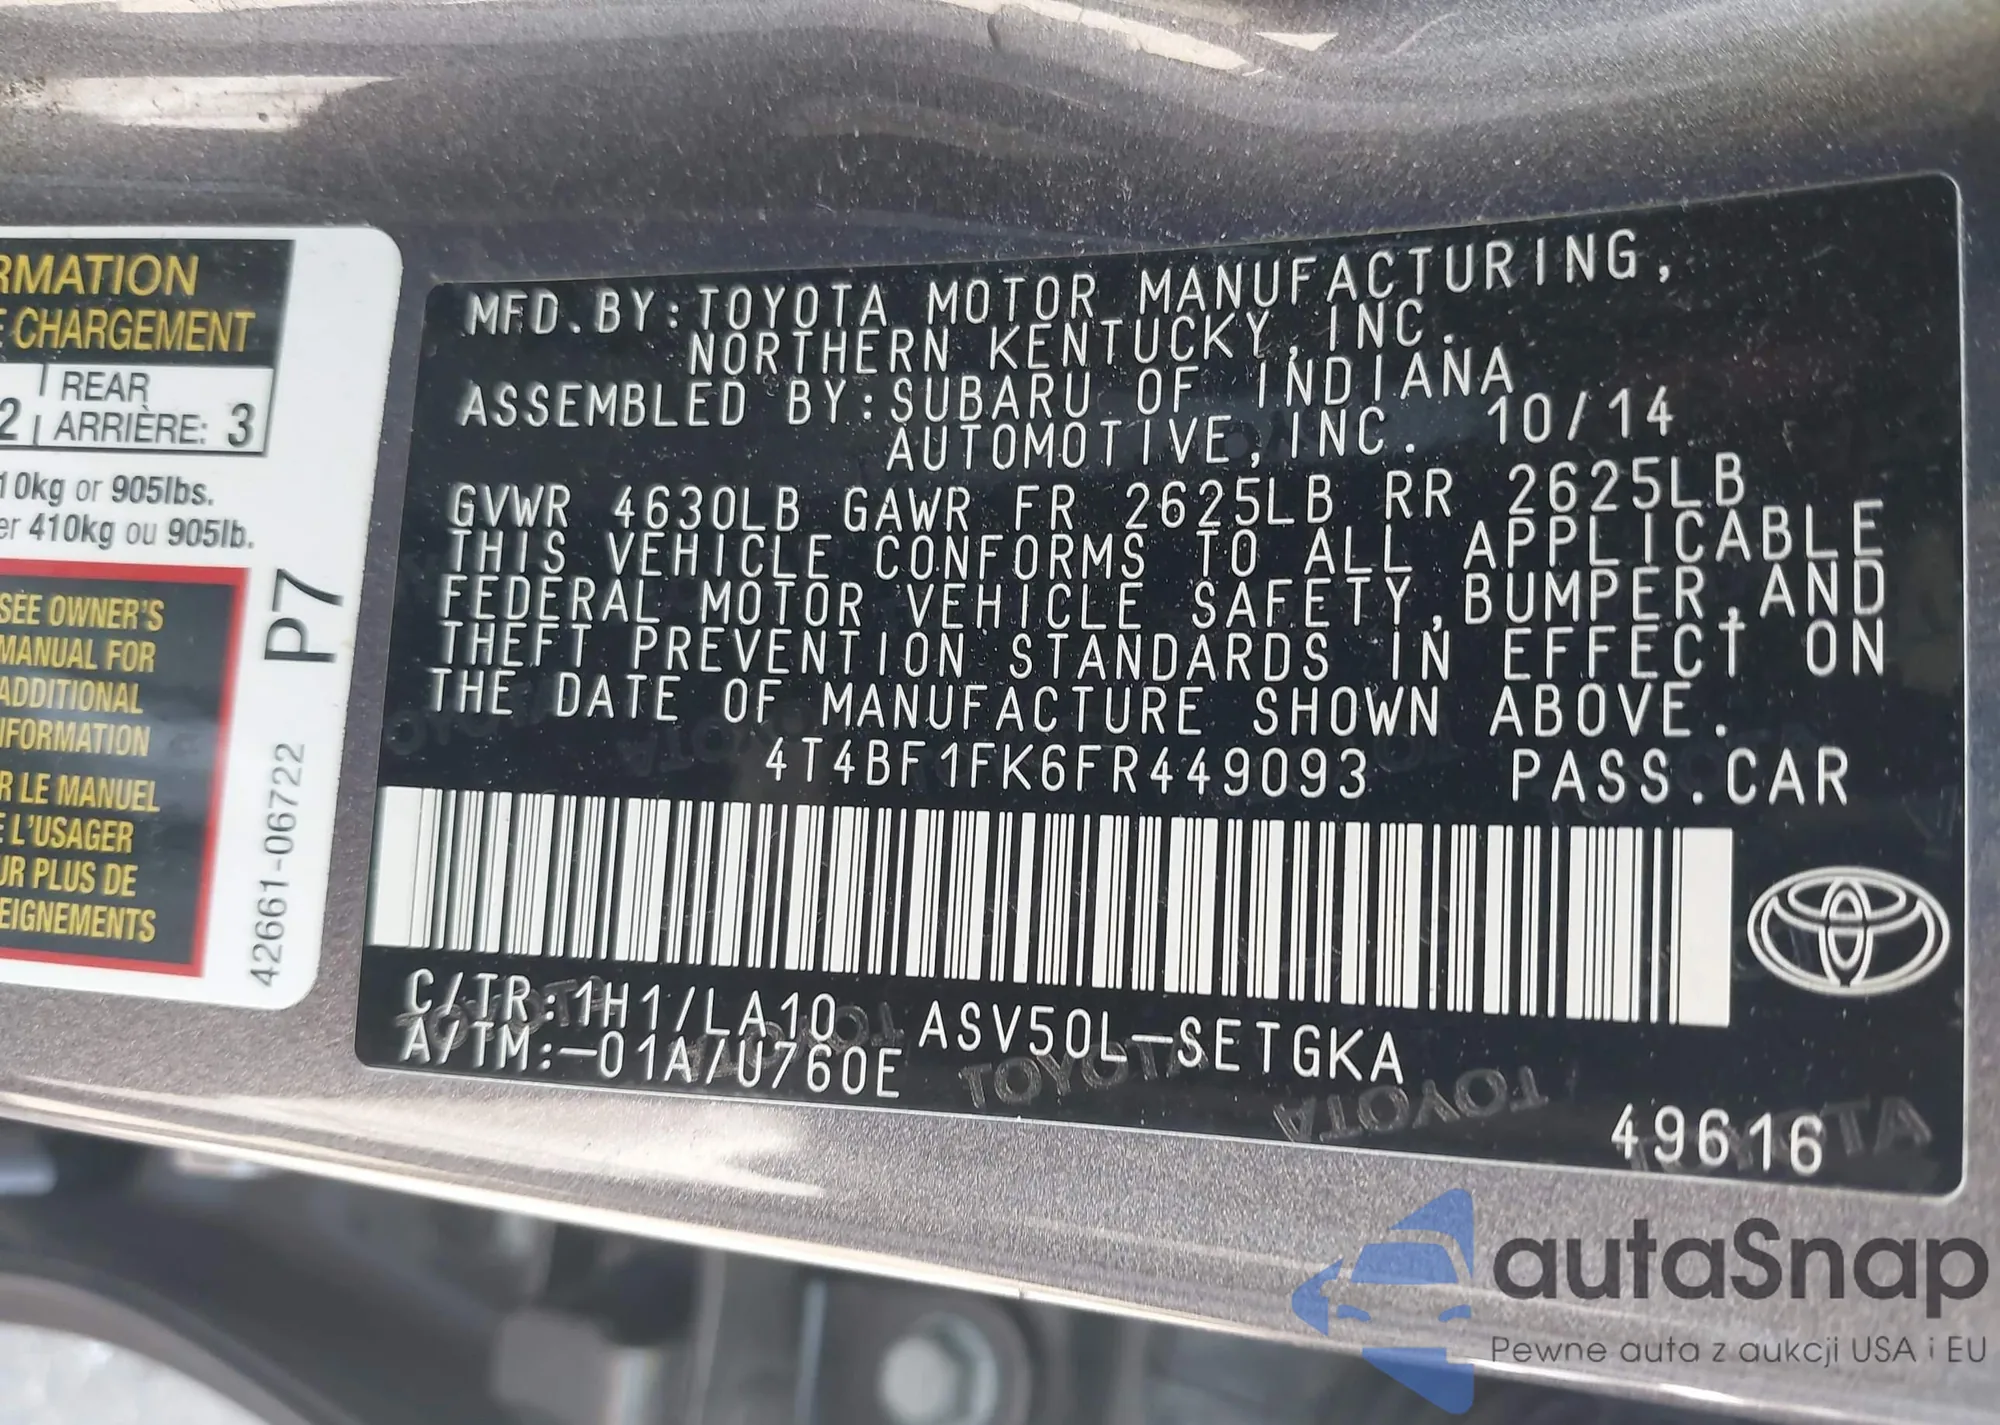 RMATION
E CHARGEMENT
2 | REAR
ARRIÈRE: 3
10kg or 905lbs.
er 410kg ou 905lb.
SEE OWNER'S
MANUAL FOR
ADDITIONAL
NFORMATION
R LE MANUEL
E L'USAGER
UR PLUS DE
EIGNEMENTS
P7
42661-06722
MFD.BY:TOYOTA MOTOR MANUFACTURING,
NORTHERN KENTUCKY,INC.
ASSEMBLED BY:SUBARU OF INDIANA
AUTOMOTIVE,INC. 10/14
GVWR 4630LB GAWR FR 2625LB RR 2625LB
THIS VEHICLE CONFORMS TO ALL APPLICABLE
FEDERAL MOTOR VEHICLE SAFETY,BUMPER,AND
THEFT PREVENTION STANDARDS IN EFFECT ON
THE DATE OF MANUFACTURE SHOWN ABOVE.
4T4BF1FK6FR449093 PASS.CAR
C/TR:1H1/LA10 ASV50L-SETGKA
A/TM:-01A/U760E
49616
autaSnap
Pewne auta z aukcji USA i EU